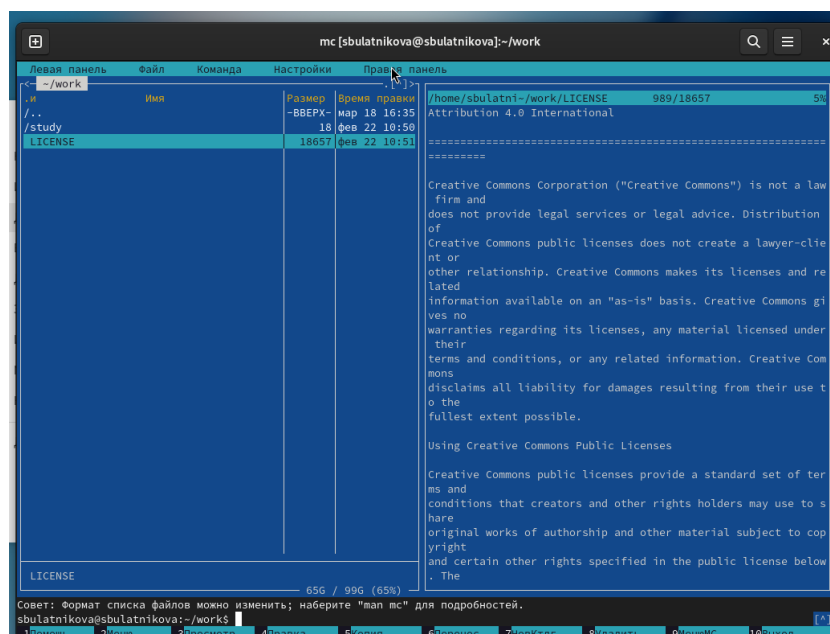 mc [sbulatnikova@sbulatnikova]:~/work
Левая панель Файл Команда Настройки Правая панель
<- ~/work .[^]>
.и Имя Размер Время правки
/.. -ВВЕРХ- мар 18 16:35
/study 18 фев 22 10:50
LICENSE 18657 фев 22 10:51
LICENSE
65G / 99G (65%)
/home/sbulatni~/work/LICENSE 989/18657 5%
Attribution 4.0 International
=======================================================
=========
Creative Commons Corporation ("Creative Commons") is not a law
firm and
does not provide legal services or legal advice. Distribution
of
Creative Commons public licenses does not create a lawyer-clie
nt or
other relationship. Creative Commons makes its licenses and re
lated
information available on an "as-is" basis. Creative Commons gi
ves no
warranties regarding its licenses, any material licensed under
their
terms and conditions, or any related information. Creative Com
mons
disclaims all liability for damages resulting from their use t
o the
fullest extent possible.
Using Creative Commons Public Licenses
Creative Commons public licenses provide a standard set of ter
ms and
conditions that creators and other rights holders may use to s
hare
original works of authorship and other material subject to cop
yright
and certain other rights specified in the public license below
. The
Совет: Формат списка файлов можно изменить; наберите "man mc" для подробностей.
sbulatnikova@sbulatnikova:~/work$ [^]